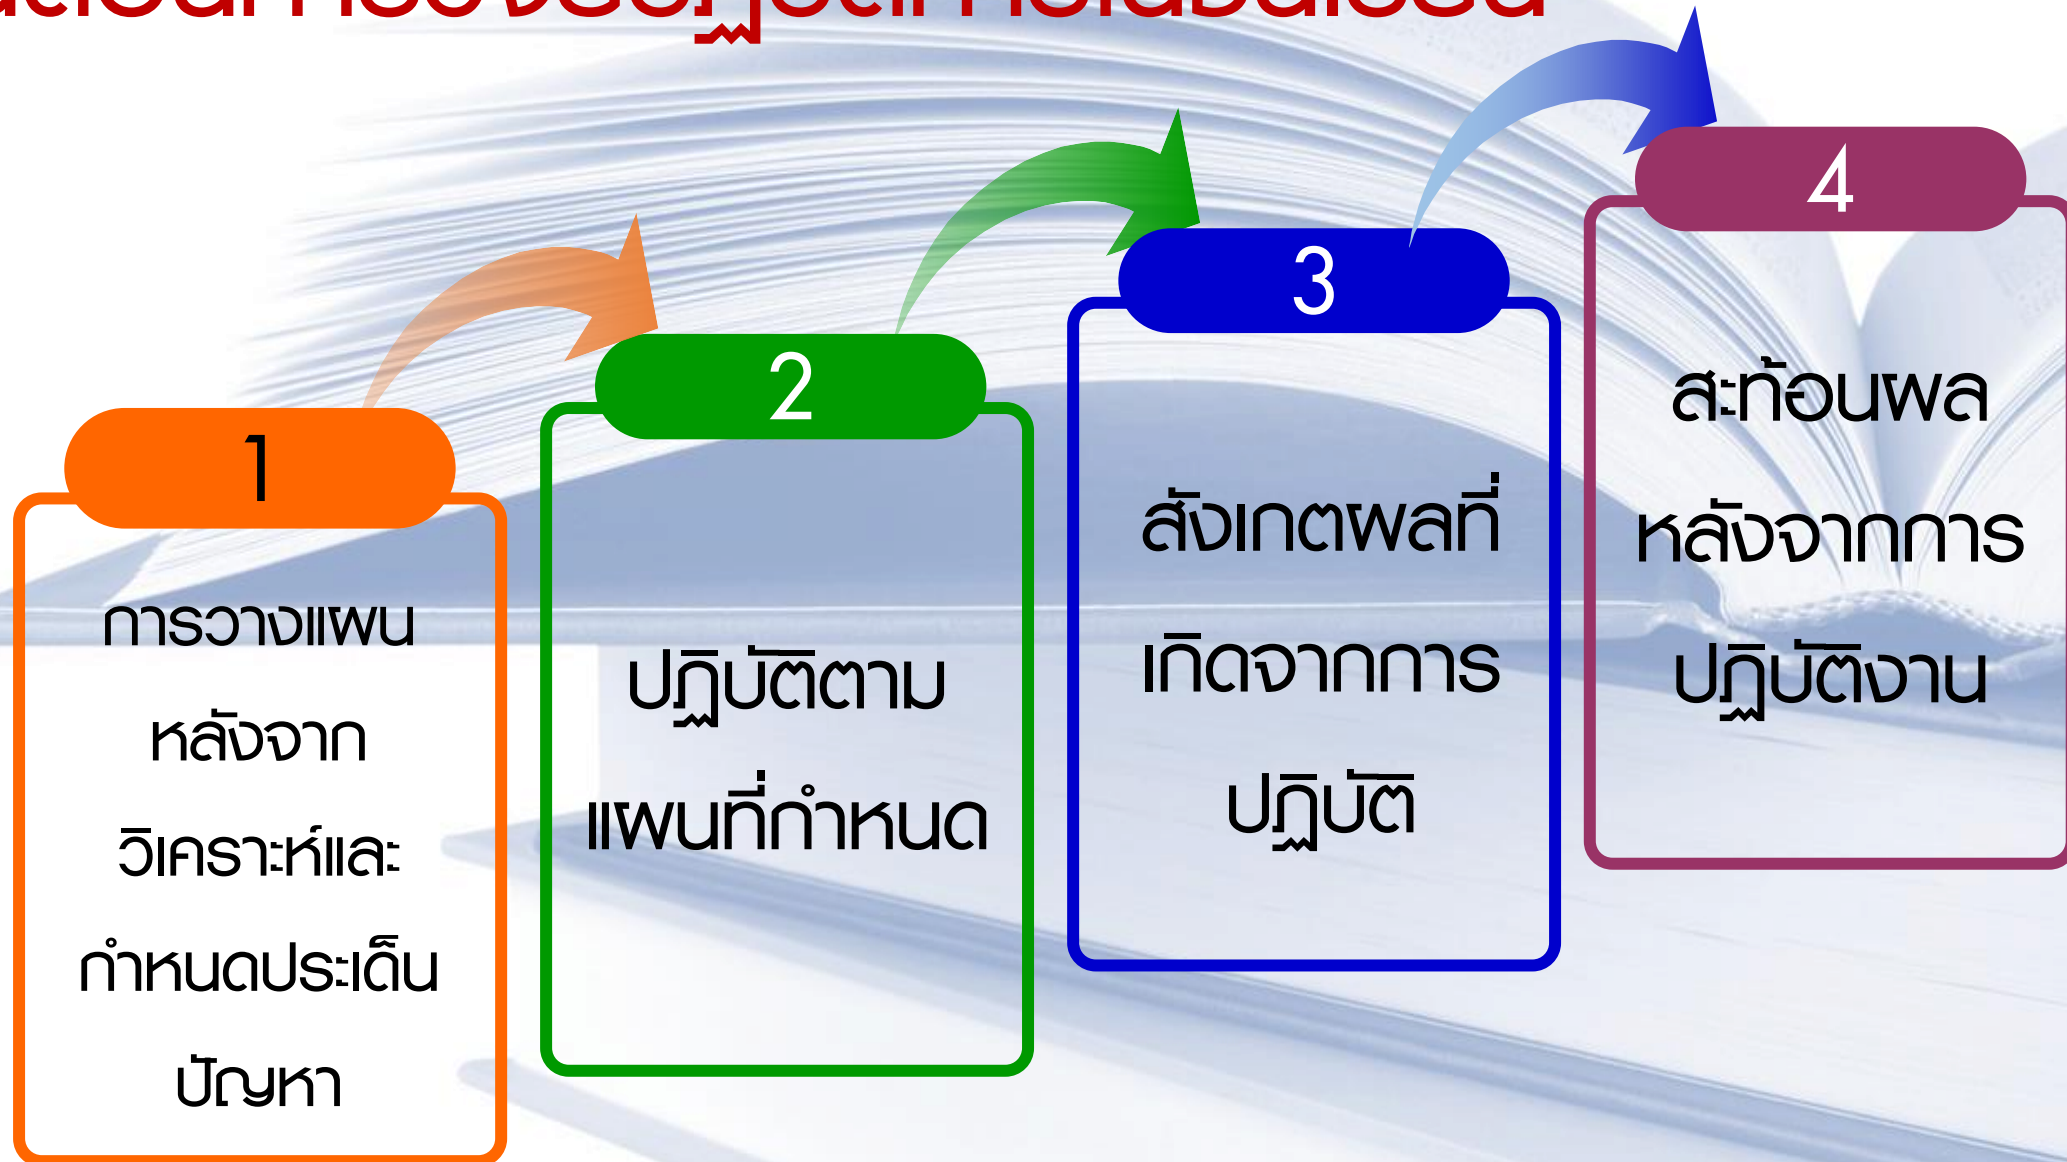 1
การวางแผน
หลังจาก
วิเคราะห์และ
กำหนดประเด็น
ปัญหา
2
ปฏิบัติตาม
แผนที่กำหนด
3
สังเกตผลที่
เกิดจากการ
ปฏิบัติ
4
สะท้อนผล
หลังจากการ
ปฏิบัติงาน